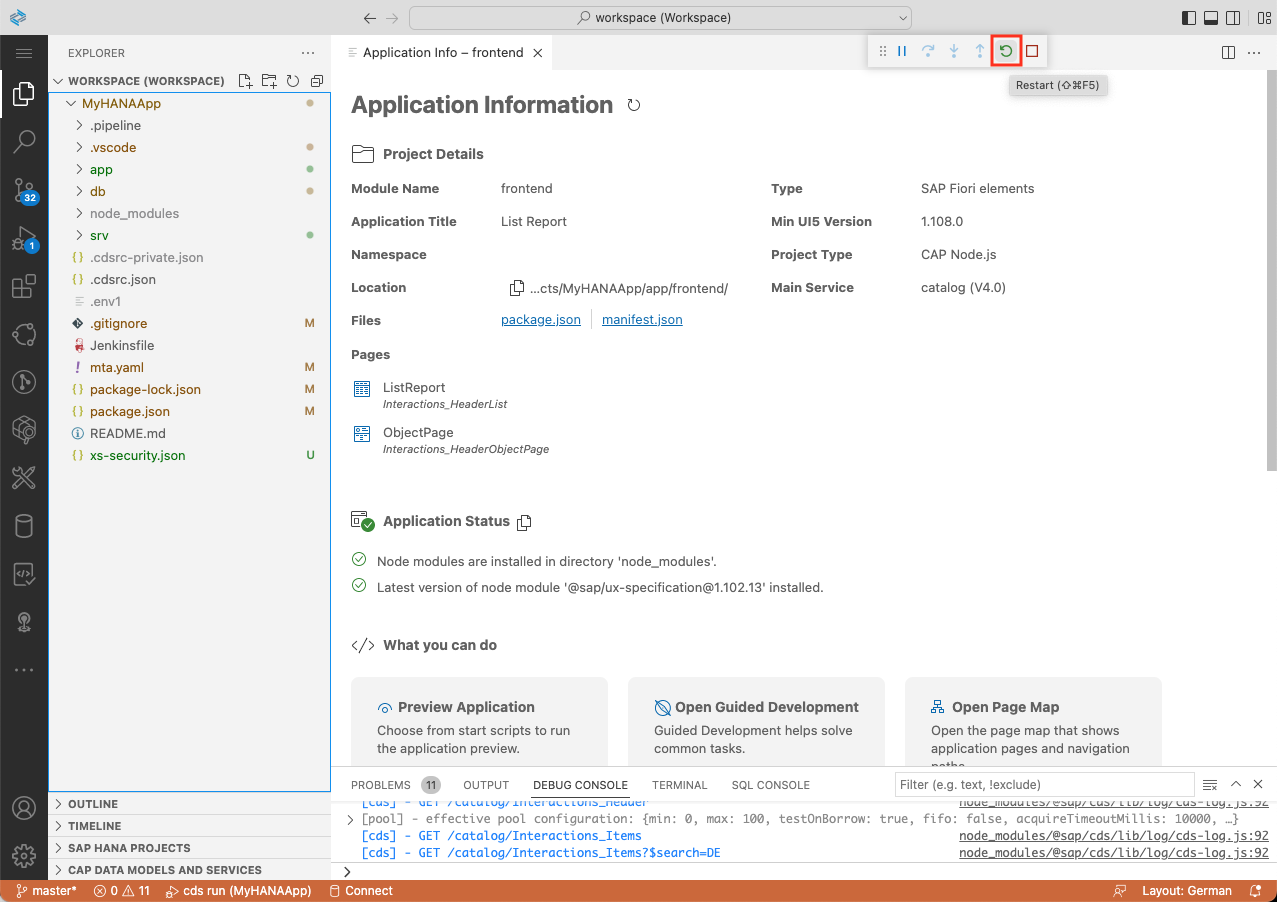 workspace (Workspace)
EXPLORER
Application Info – frontend
Restart (⇧⌘F5)
WORKSPACE (WORKSPACE)
MyHANAApp
.pipeline
.vscode
app
db
node_modules
srv
.cdsrc-private.json
.cdsrc.json
.env1
.gitignore M
Jenkinsfile
mta.yaml M
package-lock.json M
package.json M
README.md
xs-security.json U
32
1
OUTLINE
TIMELINE
SAP HANA PROJECTS
CAP DATA MODELS AND SERVICES
Application Information
Project Details
Module Name frontend Type SAP Fiori elements
Application Title List Report Min UI5 Version 1.108.0
Namespace Project Type CAP Node.js
Location ...cts/MyHANAApp/app/frontend/ Main Service catalog (V4.0)
Files package.json manifest.json
Pages
ListReport
Interactions_HeaderList
ObjectPage
Interactions_HeaderObjectPage
Application Status
Node modules are installed in directory 'node_modules'.
Latest version of node module '@sap/ux-specification@1.102.13' installed.
</> What you can do
Preview Application
Choose from start scripts to run
the application preview.
Open Guided Development
Guided Development helps solve
common tasks.
Open Page Map
Open the page map that shows
application pages and navigation
paths.
PROBLEMS 11 OUTPUT DEBUG CONSOLE TERMINAL SQL CONSOLE Filter (e.g. text, !exclude)
[cds] - GET /catalog/Interactions_Header node_modules/@sap/cds/lib/log/cds-log.js:92
[pool] - effective pool configuration: {min: 0, max: 100, testOnBorrow: true, fifo: false, acquireTimeoutMillis: 10000, …}
[cds] - GET /catalog/Interactions_Items node_modules/@sap/cds/lib/log/cds-log.js:92
[cds] - GET /catalog/Interactions_Items?$search=DE node_modules/@sap/cds/lib/log/cds-log.js:92
master* 0 11 cds run (MyHANAApp) Connect Layout: German